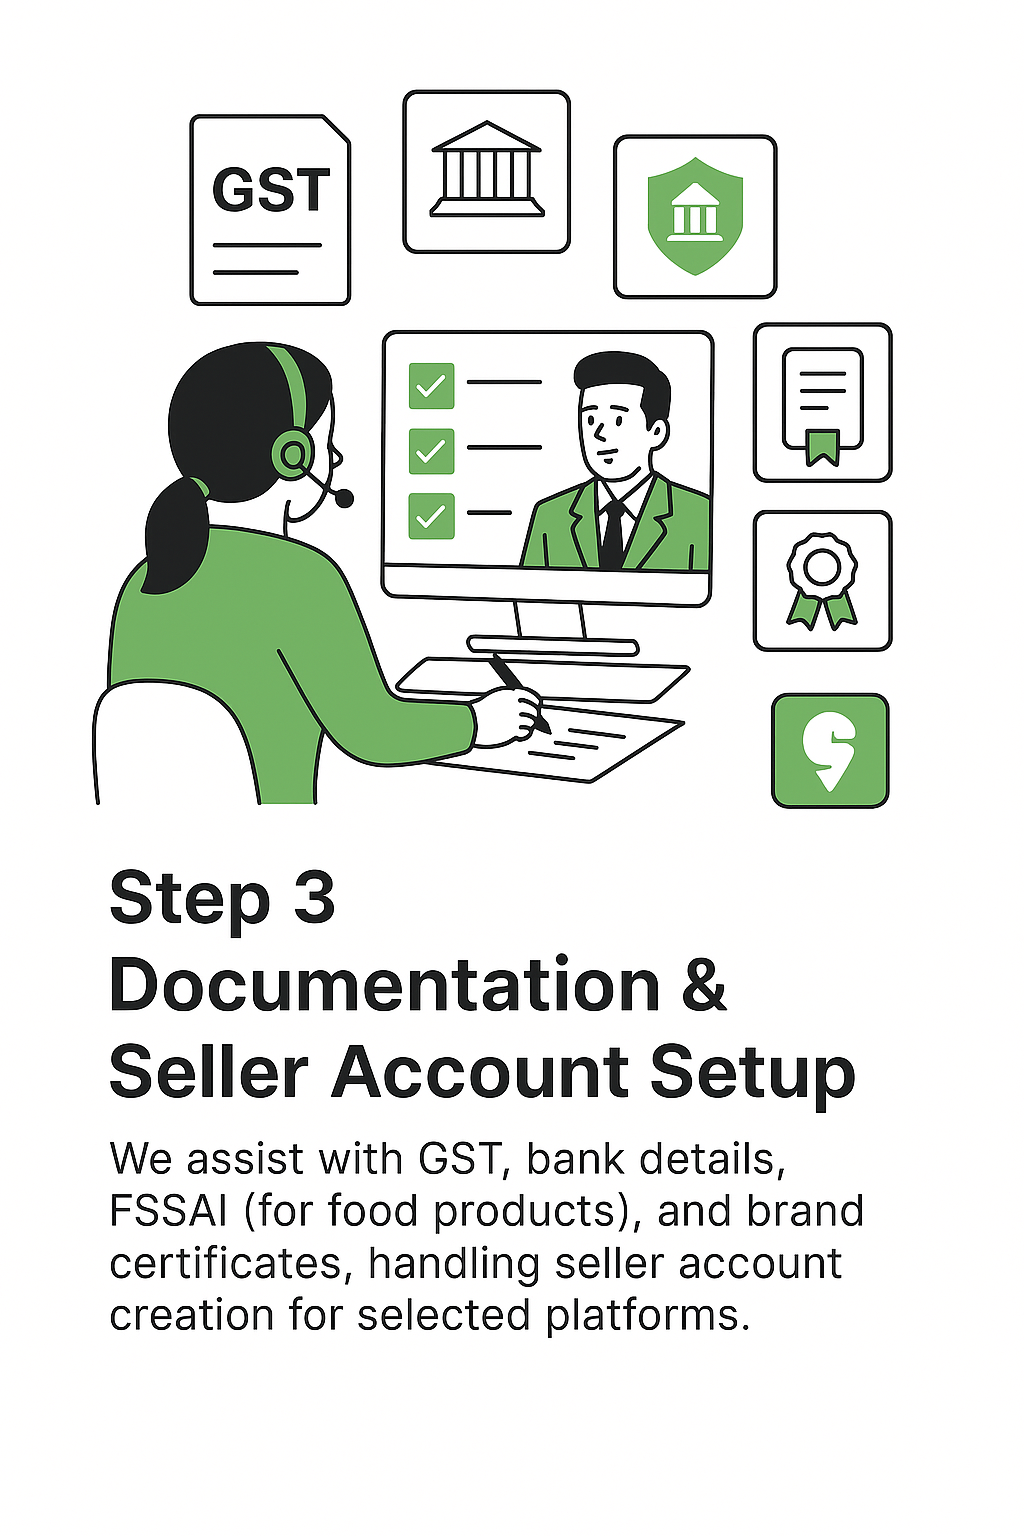 GST
Step 3
Documentation &
Seller Account Setup
We assist with GST, bank details,
FSSAI (for food products), and brand
certificates, handling seller account
creation for selected platforms.